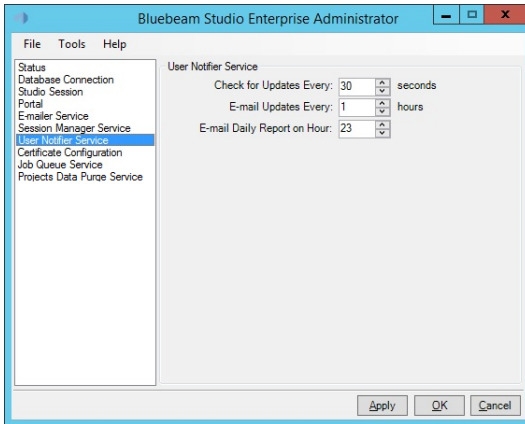 Bluebeam Studio Enterprise Administrator
File Tools Help
Status
Database Connection
Studio Session
Portal
E-mailer Service
Session Manager Service
User Notifier Service
Certificate Configuration
Job Queue Service
Projects Data Purge Service
User Notifier Service
Check for Updates Every: 30 seconds
E-mail Updates Every: 1 hours
E-mail Daily Report on Hour: 23
Apply OK Cancel